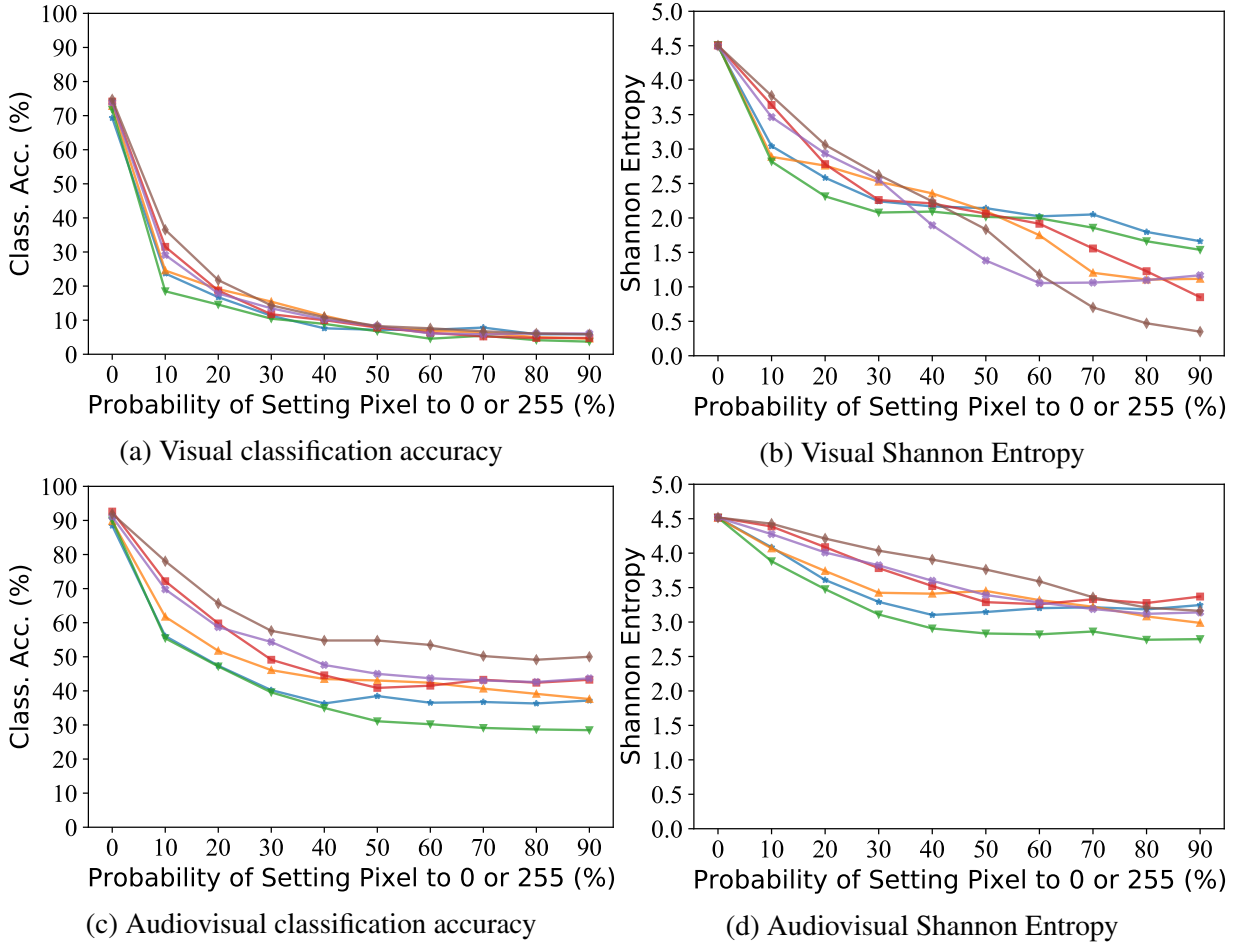 100
90
80
70
60
50
40
30
20
10
0
Class. Acc. (%)
0 10 20 30 40 50 60 70 80 90
Probability of Setting Pixel to 0 or 255 (%)
(a) Visual classification accuracy
5.0
4.5
4.0
3.5
3.0
2.5
2.0
1.5
1.0
0.5
0.0
Shannon Entropy
0 10 20 30 40 50 60 70 80 90
Probability of Setting Pixel to 0 or 255 (%)
(b) Visual Shannon Entropy
100
90
80
70
60
50
40
30
20
10
0
Class. Acc. (%)
0 10 20 30 40 50 60 70 80 90
Probability of Setting Pixel to 0 or 255 (%)
(c) Audiovisual classification accuracy
5.0
4.5
4.0
3.5
3.0
2.5
2.0
1.5
1.0
0.5
0.0
Shannon Entropy
0 10 20 30 40 50 60 70 80 90
Probability of Setting Pixel to 0 or 255 (%)
(d) Audiovisual Shannon Entropy